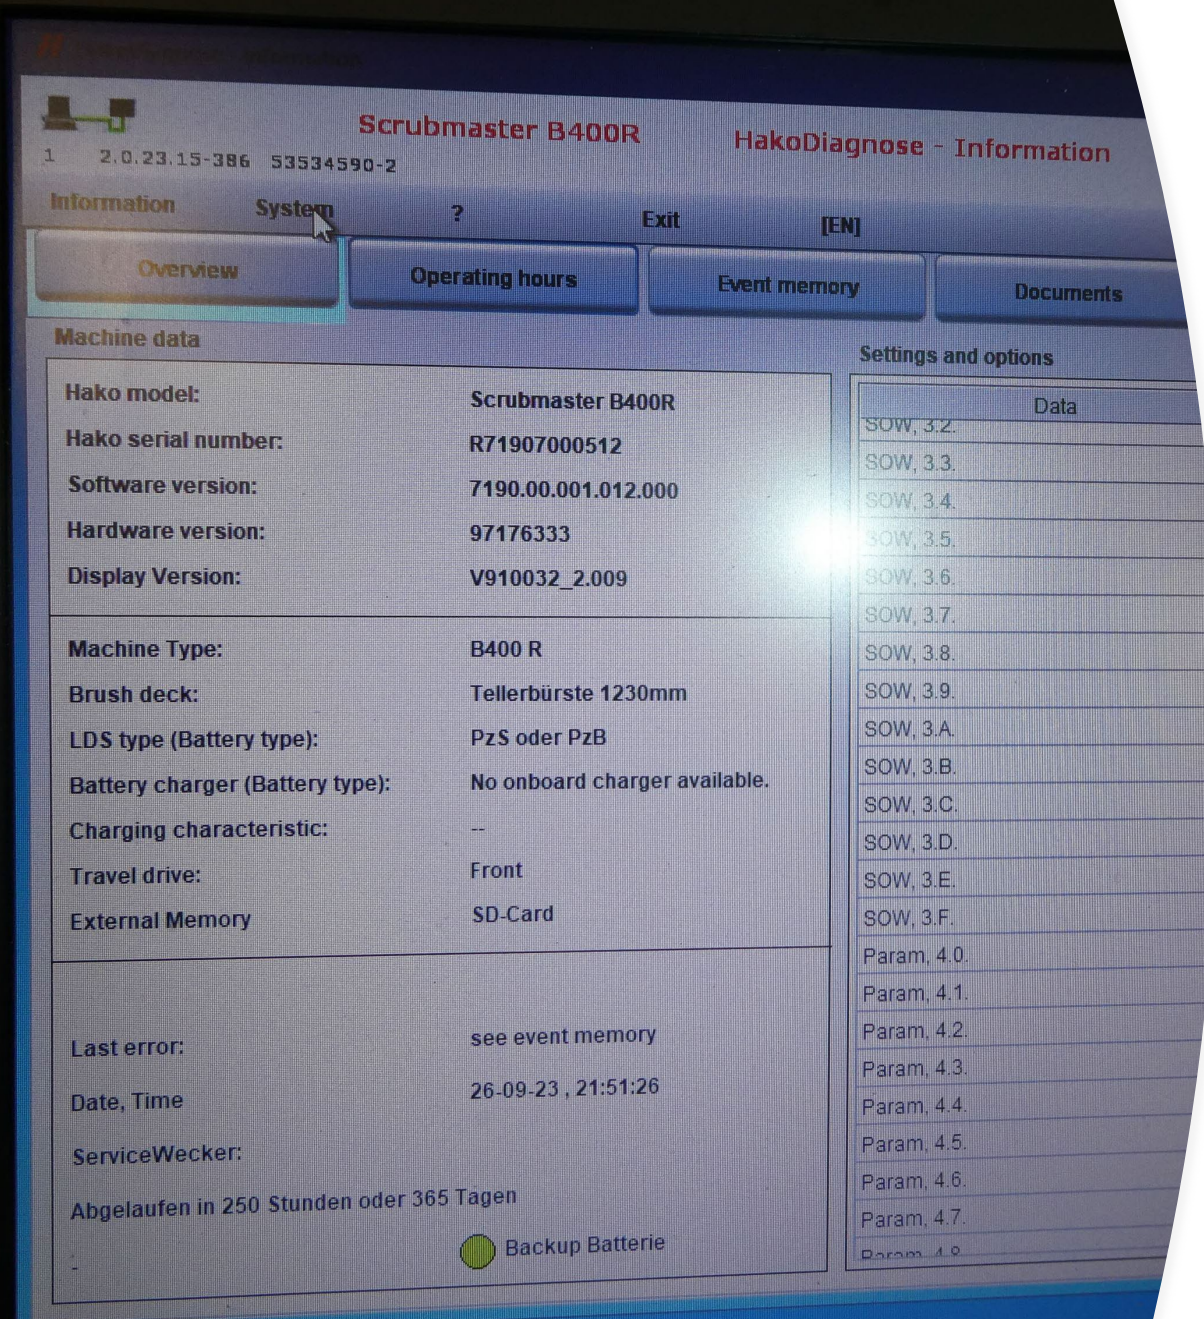 Scrubmaster B400R HakoDiagnose - Information
1 2.0.23.15-386 53534590-2
Information System ? Exit [EN]
Overview Operating hours Event memory Documents
Machine data
Hako model: Scrubmaster B400R
Hako serial number: R71907000512
Software version: 7190.00.001.012.000
Hardware version: 97176333
Display Version: V910032_2.009
Machine Type: B400 R
Brush deck: Tellerbürste 1230mm
LDS type (Battery type): PzS oder PzB
Battery charger (Battery type): No onboard charger available.
Charging characteristic: --
Travel drive: Front
External Memory SD-Card
Last error: see event memory
Date, Time 26-09-23 , 21:51:26
ServiceWecker:
Abgelaufen in 250 Stunden oder 365 Tagen
-
-
Backup Batterie
Settings and options
Data
SOW, 3.2.
SOW, 3.3.
SOW, 3.4.
SOW, 3.5.
SOW, 3.6.
SOW, 3.7.
SOW, 3.8.
SOW, 3.9.
SOW, 3.A.
SOW, 3.B.
SOW, 3.C.
SOW, 3.D.
SOW, 3.E.
SOW, 3.F.
Param, 4.0.
Param, 4.1.
Param, 4.2.
Param, 4.3.
Param, 4.4.
Param, 4.5.
Param, 4.6.
Param, 4.7.
Param, 4.8.